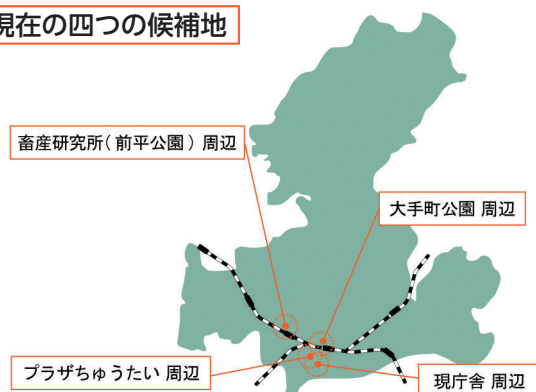 現在の四つの候補地
畜産研究所(前平公園)周辺
大手町公園 周辺
プラザちゅうたい 周辺
現庁舎 周辺